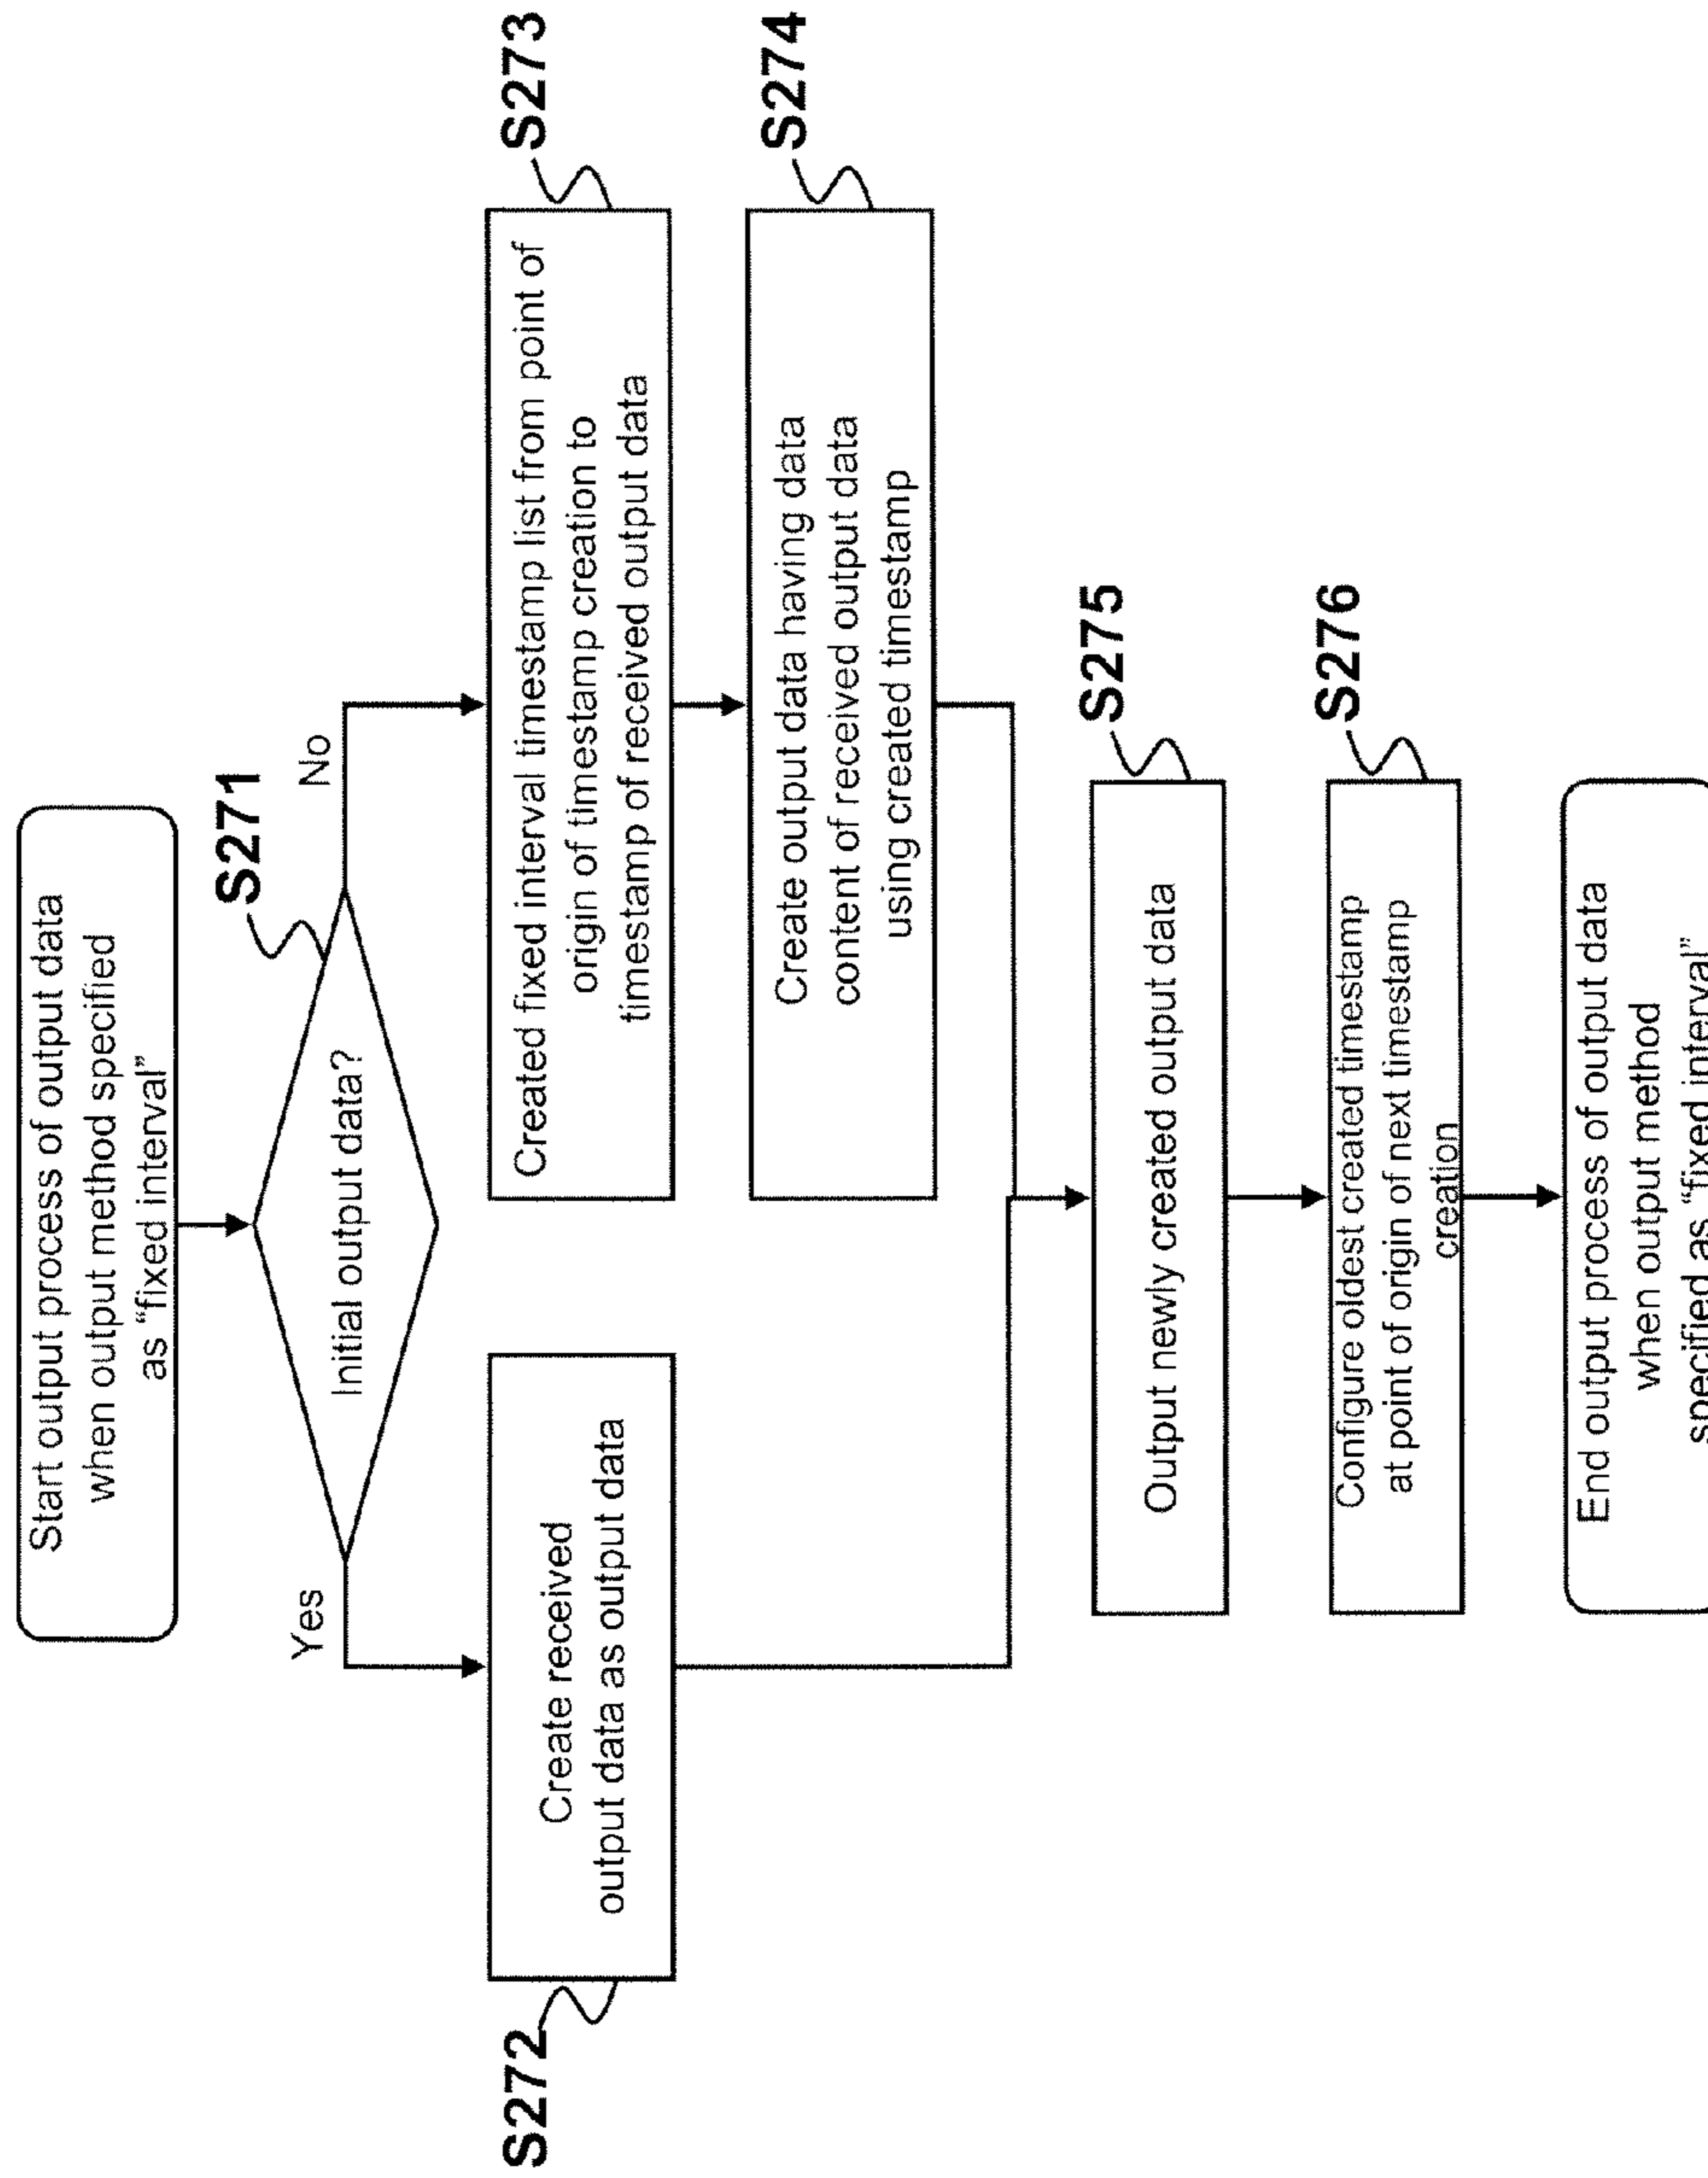 Start output process of output data
when output method specified
as “fixed interval”
S271
Initial output data?
Yes
No
S272
Create received
output data as output data
S273
Created fixed interval timestamp list from point of
origin of timestamp creation to
timestamp of received output data
S274
Create output data having data
content of received output data
using created timestamp
S275
Output newly created output data
S276
Configure oldest created timestamp
at point of origin of next timestamp
creation
End output process of output data
when output method
specified as “fixed interval”